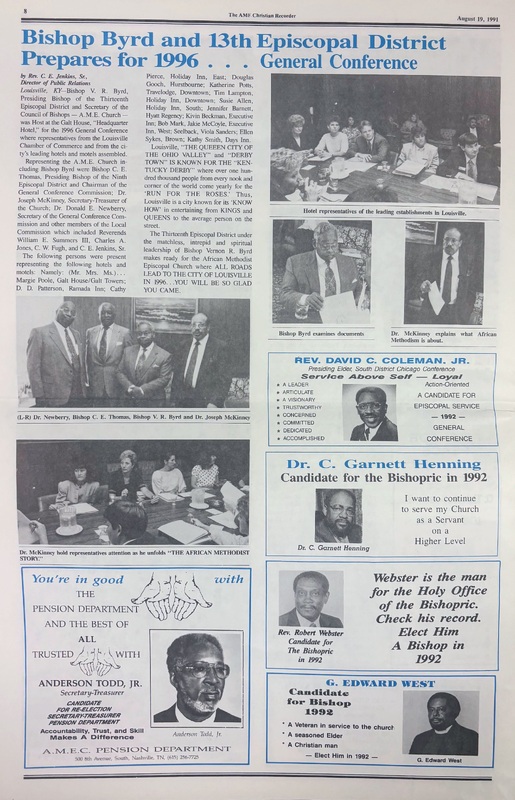 8
The AMF Christian Recorder
August 19, 1991
Bishop Byrd and 13th Episcopal District
Prepares for 1996 . . . General Conference
by Rev. C. E. Jenkins, Sr.,
Director of Public Relations
Louisville, KY—Bishop V. R. Byrd,
Presiding Bishop of the Thirteenth
Episcopal District and Secretary of the
Council of Bishops — A.M.E. Church —
was Host at the Galt House, "Headquarter
Hotel," for the 1996 General Conference
where representatives from the Louisville
Chamber of Commerce and from the ci-
ty's leading hotels and motels assembled.
Representing the A.M.E. Church in
cluding Bishop Byrd were Bishop C. E.
Thomas, Presiding Bishop of the Ninth
Episcopal District and Chairman of the
General Conference Commission; Dr.
Joseph McKinney, Secretary-Treasurer of
the Church; Dr. Donald E. Newberry,
Secretary of the General Conference Com-
mission and other members of the Local
Commission which included Reverends
William E. Summers III, Charles A.
Jones, C. W. Fugh, and C. E. Jenkins, Sr.
The following persons were present
representing the following hotels and
motels: Namely: (Mr. Mrs. Ms.)...
Margie Poole, Galt House/Galt Towers;
D. D. Patterson, Ramada Inn; Cathy
Pierce, Holiday Inn, East; Douglas
Gooch, Hurstbourne; Katherine Potts,
Travelodge, Downtown; Tim Lampton,
Holiday Inn, Downtown; Susie Allen,
Holiday Inn, South; Jennifer Barnett,
Hyatt Regency; Kivin Beckman, Executive
Inn; Bob Mark, Jakie McCoyle, Executive
Inn, West; Seelback, Viola Sanders; Ellen
Sykes, Brown; Kathy Smith, Days Inn.
Louisville, "THE QUEEN CITY OF
THE OHIO VALLEY" and "DERBY
TOWN" IS KNOWN FOR THE "KEN-
TUCKY DERBY" where over one hun-
dred thousand people from every nook and
corner of the world come yearly for the
'RUN FOR THE ROSES.' Thus,
Louisville is a city known for its 'KNOW
HOW' in entertaining from KINGS and
QUEENS to the average person on the
street.
The Thirteenth Episcopal District under
the matchless, intrepid and spiritual
leadership of Bishop Vernon R. Byrd
makes ready for the African Methodist
Episcopal Church where ALL ROADS
LEAD TO THE CITY OF LOUISVILLE
IN 1996...YOU WILL BE SO GLAD
YOU CAME.
Hotel representatives of the leading establishments in Louisville.
Bishop Byrd examines documents
Dr. McKinney explains what African
Methodism is about.
(L-R) Dr. Newberry, Bishop C. E. Thomas, Bishop V. R. Byrd and Dr. Joseph McKinney
Dr. McKinney hold representatives attention as he unfolds "THE AFRICAN METHODIST
STORY."
REV. DAVID C. COLEMAN. JR.
Presiding Elder, South District Chicago Conference
Service Above Self — Loyal
A LEADER
ARTICULATE
A VISIONARY
TRUSTWORTHY
CONCERNED
COMMITTED
DEDICATED
ACCOMPLISHED
Action-Oriented
A CANDIDATE FOR
EPISCOPAL SERVICE
— 1992 —
GENERAL
CONFERENCE
Dr. C. Garnett Henning
Candidate for the Bishopric in 1992
Dr. C. Garnett Henning
I want to continue
to serve my Church
as a Servant
on a
Higher Level
Rev. Robert Webster
Candidate for
The Bishopric
in 1992
Webster is the man
for the Holy Office
of the Bishopric.
Check his record.
Elect Him
A Bishop in
1992
G. EDWARD WEST
Candidate
for Bishop
1992
* A Veteran in service to the church
* A seasoned Elder
* A Christian man
— Elect Him in 1992 —
G. Edward West
You're in good with
THE
PENSION DEPARTMENT
AND THE BEST OF
ALL
TRUSTED WITH
ANDERSON TODD, JR.
Secretary-Treasurer
CANDIDATE
FOR RE-ELECTION
SECRETARY-TREASURER
PENSION DEPARTMENT
Accountability, Trust, and Skill
Makes A Difference
Anderson Todd, Jr.
A.M.E.C. PENSION DEPARTMENT
500 8th Avenue, South, Nashville, TN, (615) 256-7725